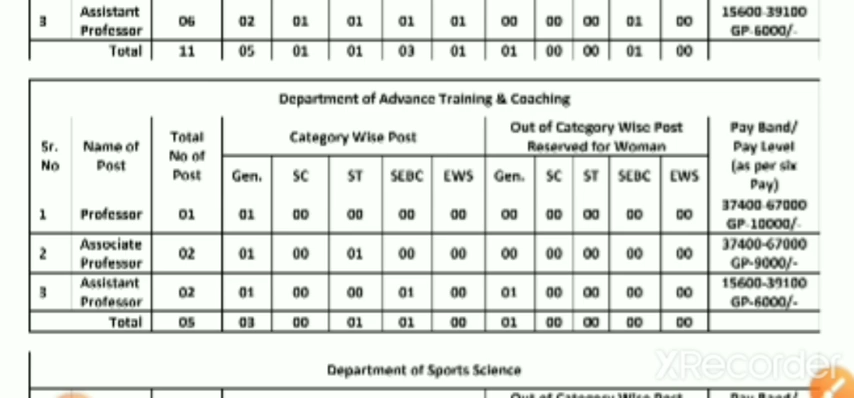 3 Assistant Professor 06 02 01 01 01 01 00 00 00 01 00 15600-39100 GP-6000/-
Total 11 05 01 01 03 01 01 00 00 01 00
Department of Advance Training & Coaching
Sr. No Name of Post Total No of Post Category Wise Post Out of Category Wise Post Reserved for Woman Pay Band/ Pay Level (as per six Pay)
Gen. SC ST SEBC EWS Gen. SC ST SEBC EWS
1 Professor 01 01 00 00 00 00 00 00 00 00 00 37400-67000 GP-10000/-
2 Associate Professor 02 01 00 01 00 00 00 00 00 00 00 37400-67000 GP-9000/-
3 Assistant Professor 02 01 00 00 01 00 01 00 00 00 00 15600-39100 GP-6000/-
Total 05 03 00 01 01 00 01 00 00 00 00
Department of Sports Science
Out of Category Wise Post Pay Band/
XRecorder